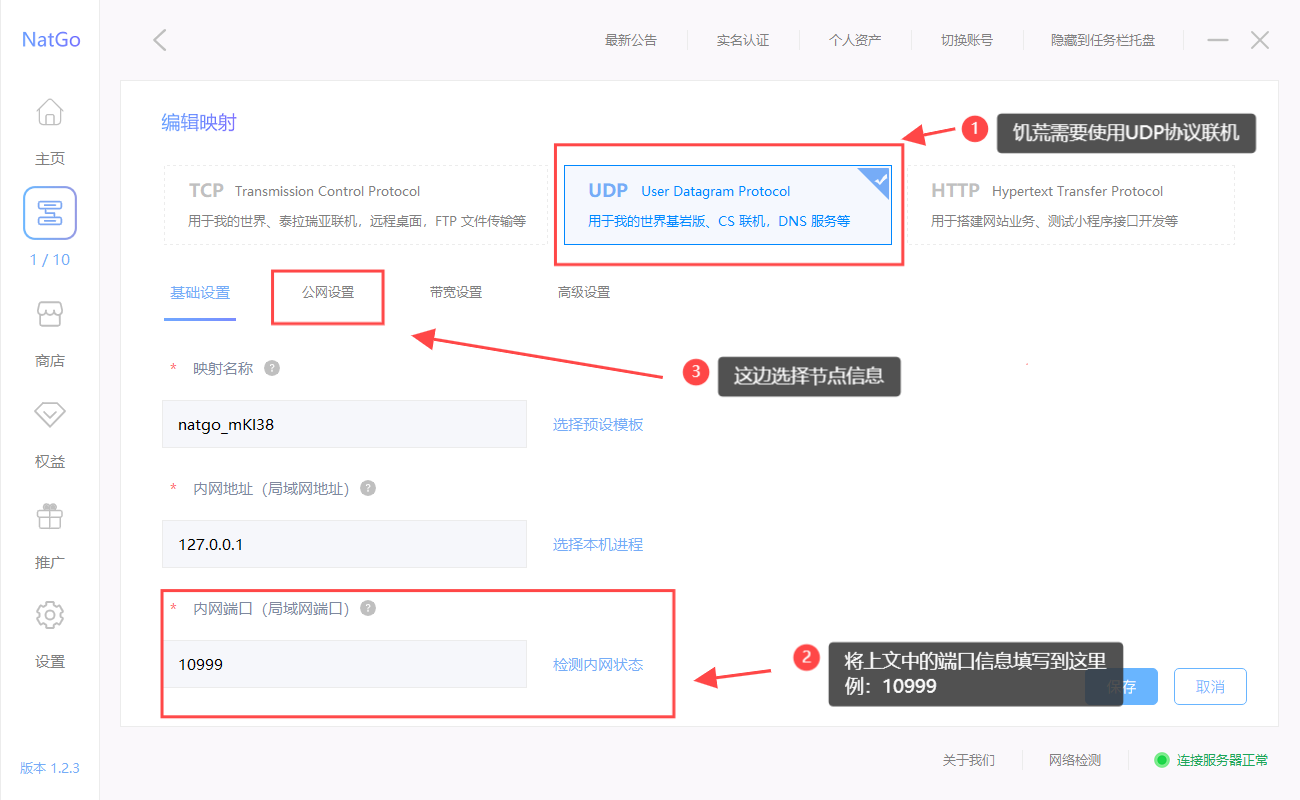 NatGo
最新公告
实名认证
个人资产
切换账号
隐藏到任务栏托盘
主页
1 / 10
商店
权益
推广
设置
版本 1.2.3
编辑映射
1
饥荒需要使用UDP协议联机
TCP Transmission Control Protocol
用于我的世界、泰拉瑞亚联机，远程桌面，FTP 文件传输等
UDP User Datagram Protocol
用于我的世界基岩版、CS 联机，DNS 服务等
HTTP Hypertext Transfer Protocol
用于搭建网站业务、测试小程序接口开发等
基础设置
公网设置
带宽设置
高级设置
3
这边选择节点信息
* 映射名称 ?
natgo_mKI38
选择预设模板
* 内网地址（局域网地址） ?
127.0.0.1
选择本机进程
* 内网端口（局域网端口） ?
10999
检测内网状态
2
将上文中的端口信息填写到这里
例：10999
保存
取消
关于我们
网络检测
连接服务器正常